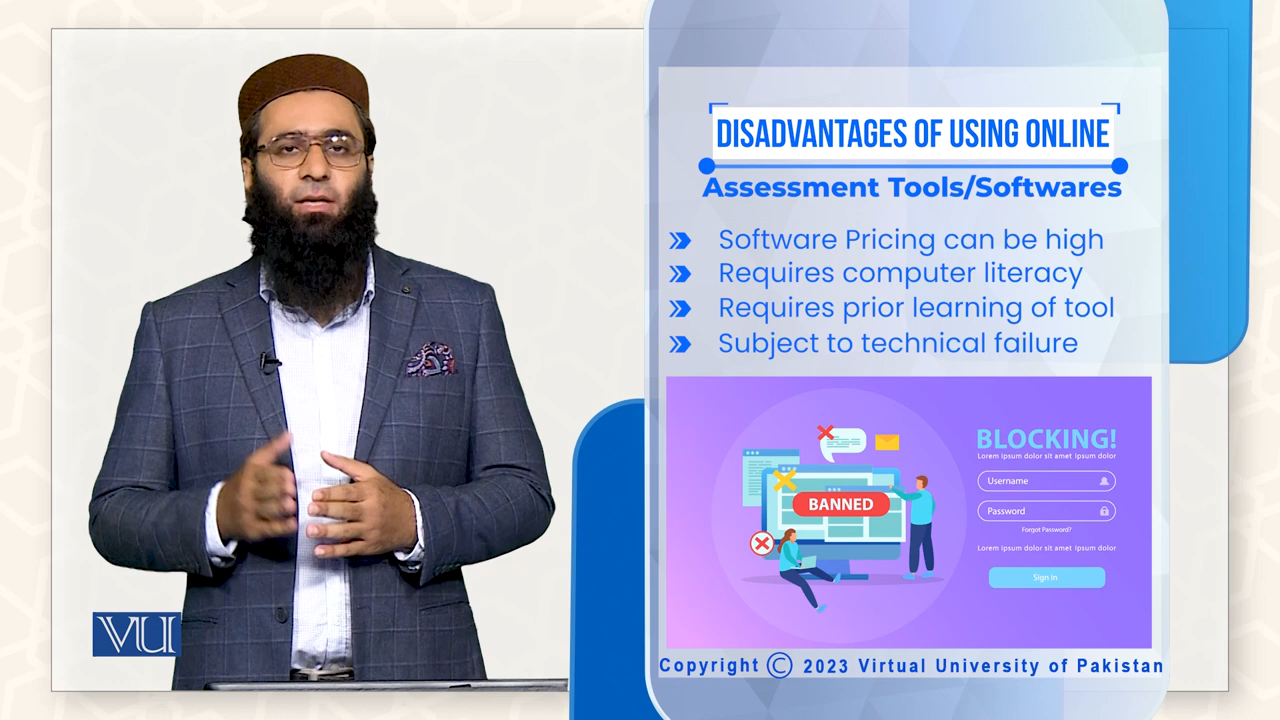 DISADVANTAGES OF USING ONLINE
Assessment Tools/Softwares
Software Pricing can be high
Requires computer literacy
Requires prior learning of tool
Subject to technical failure
BANNED
BLOCKING!
Lorem ipsum dolor sit amet ipsum dolor
Username
Password
Forgot Password?
Lorem ipsum dolor sit amet ipsum dolor
Sign in
VU
Copyright © 2023 Virtual University of Pakistan